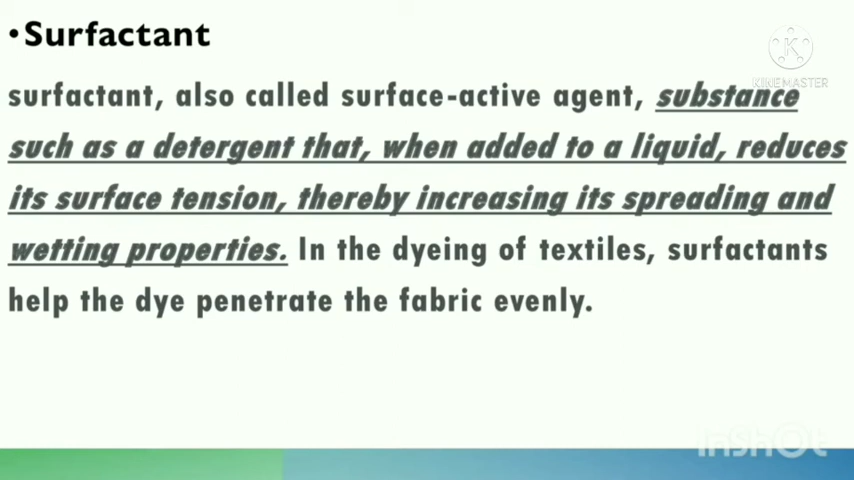 •Surfactant
K
KINEMASTER
surfactant, also called surface-active agent, substance
such as a detergent that, when added to a liquid, reduces
its surface tension, thereby increasing its spreading and
wetting properties. In the dyeing of textiles, surfactants
help the dye penetrate the fabric evenly.
InShOt